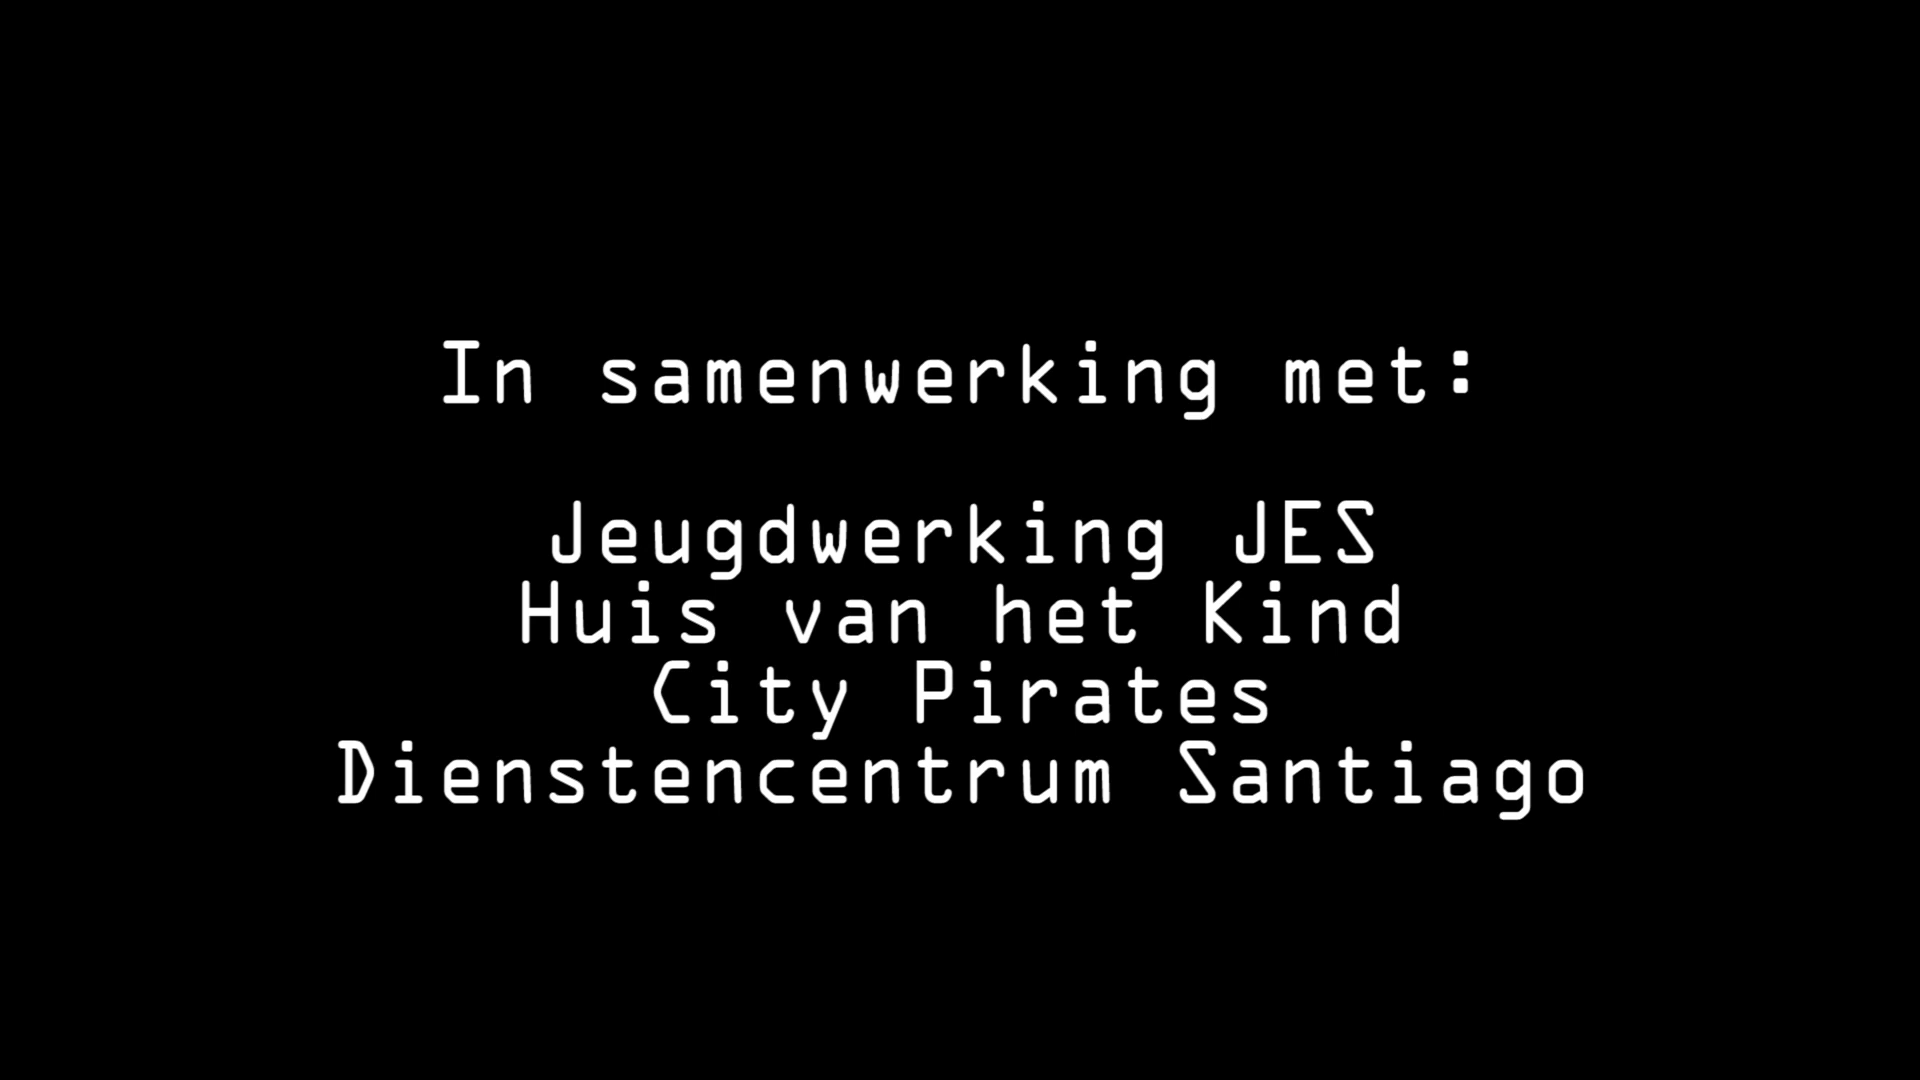 In samenwerking met:
Jeugdwerking JES
Huis van het Kind
City Pirates
Dienstencentrum Santiago